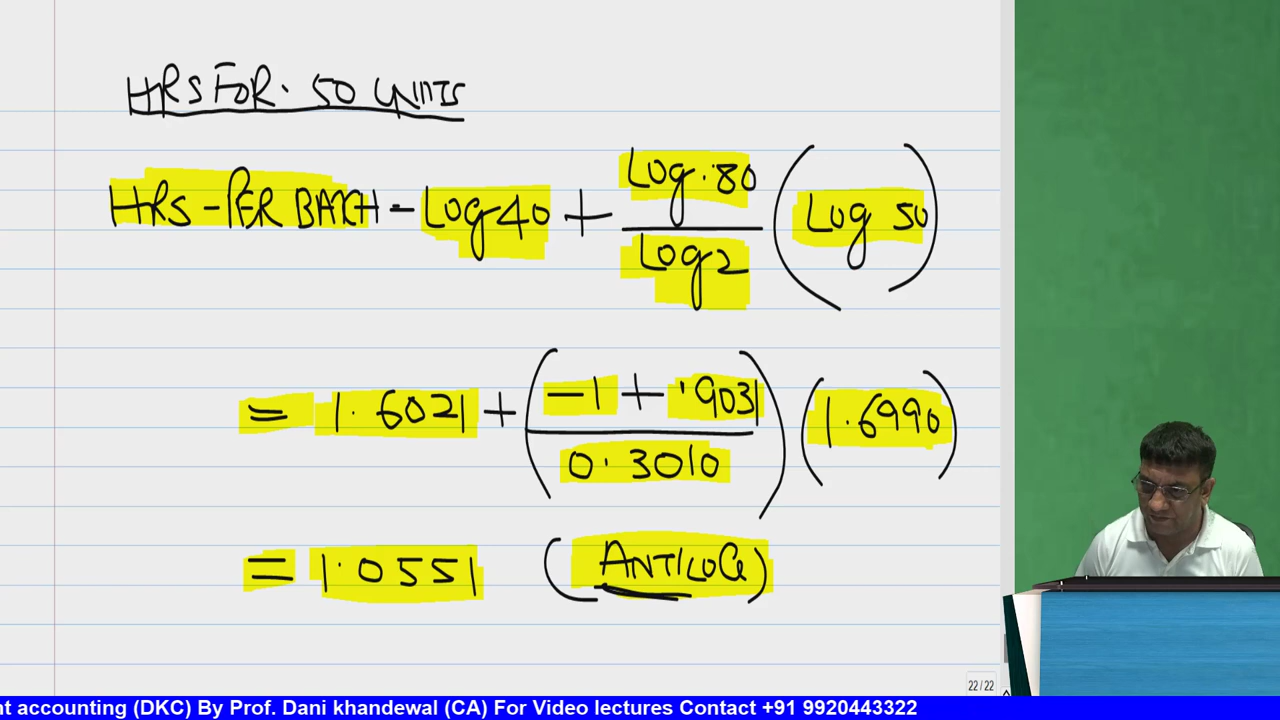 HRS FOR. 50 UNITS
HRS - PER BATCH - Log 40 + Log .80 / Log 2 (Log 50)
= 1.6021 + (-1 + .9031 / 0.3010) (1.6990)
= 1.0551 (ANTILOG)
22 / 22
nt accounting (DKC) By Prof. Dani khandewal (CA) For Video lectures Contact +91 9920443322